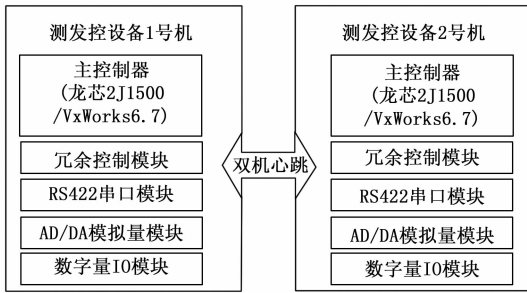 测发控设备1号机
主控制器
(龙芯2J1500
/VxWorks6.7)
冗余控制模块
RS422串口模块
AD/DA模拟量模块
数字量IO模块
双机心跳
测发控设备2号机
主控制器
(龙芯2J1500
/VxWorks6.7)
冗余控制模块
RS422串口模块
AD/DA模拟量模块
数字量IO模块